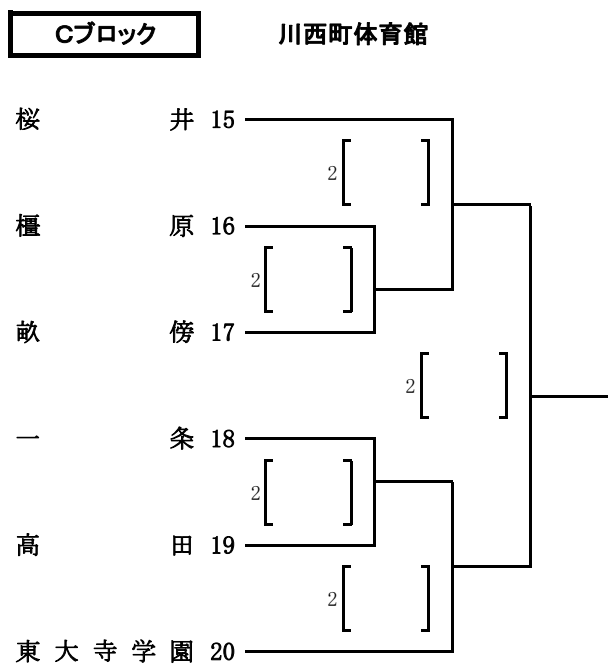 Cブロック 川西町体育館
桜井 15
2
橿原 16
2
畝傍 17
2
一条 18
2
高田 19
2
東大寺学園 20